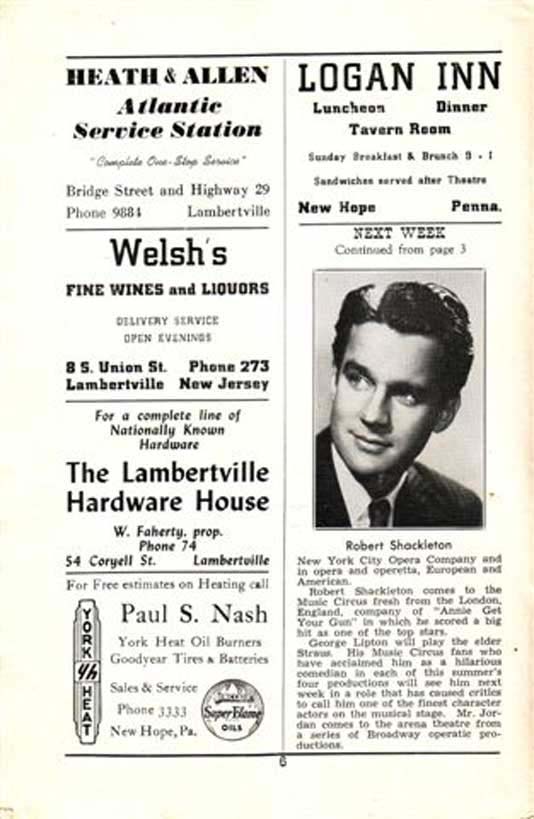 HEATH & ALLEN
Atlantic
Service Station
"Complete One-Stop Service"
Bridge Street and Highway 29
Phone 9884 Lambertville
Welsh's
FINE WINES and LIQUORS
DELIVERY SERVICE
OPEN EVENINGS
8 S. Union St. Phone 273
Lambertville New Jersey
For a complete line of
Nationally Known
Hardware
The Lambertville
Hardware House
W. Faherty, prop.
Phone 74
54 Coryell St. Lambertville
For Free estimates on Heating call
YORK
yh
HEAT
Paul S. Nash
York Heat Oil Burners
Goodyear Tires & Batteries
Sales & Service
Phone 3333
New Hope, Pa.
SuperFlame
OILS
LOGAN INN
Luncheon Dinner
Tavern Room
Sunday Breakfast & Brunch 9 - 1
Sandwiches served after Theatre
New Hope Penna.
NEXT WEEK
Continued from page 3
Robert Shackleton
New York City Opera Company and
in opera and operetta, European and
American.
Robert Shackleton comes to the
Music Circus fresh from the London,
England, company of "Annie Get
Your Gun" in which he scored a big
hit as one of the top stars.
George Lipton will play the elder
Straus. His Music Circus fans who
have acclaimed him as a hilarious
comedian in each of this summer's
four productions will see him next
week in a role that has caused critics
to call him one of the finest character
actors on the musical stage. Mr. Jor-
dan comes to the arena theatre from
a series of Broadway operatic pro-
ductions.
6